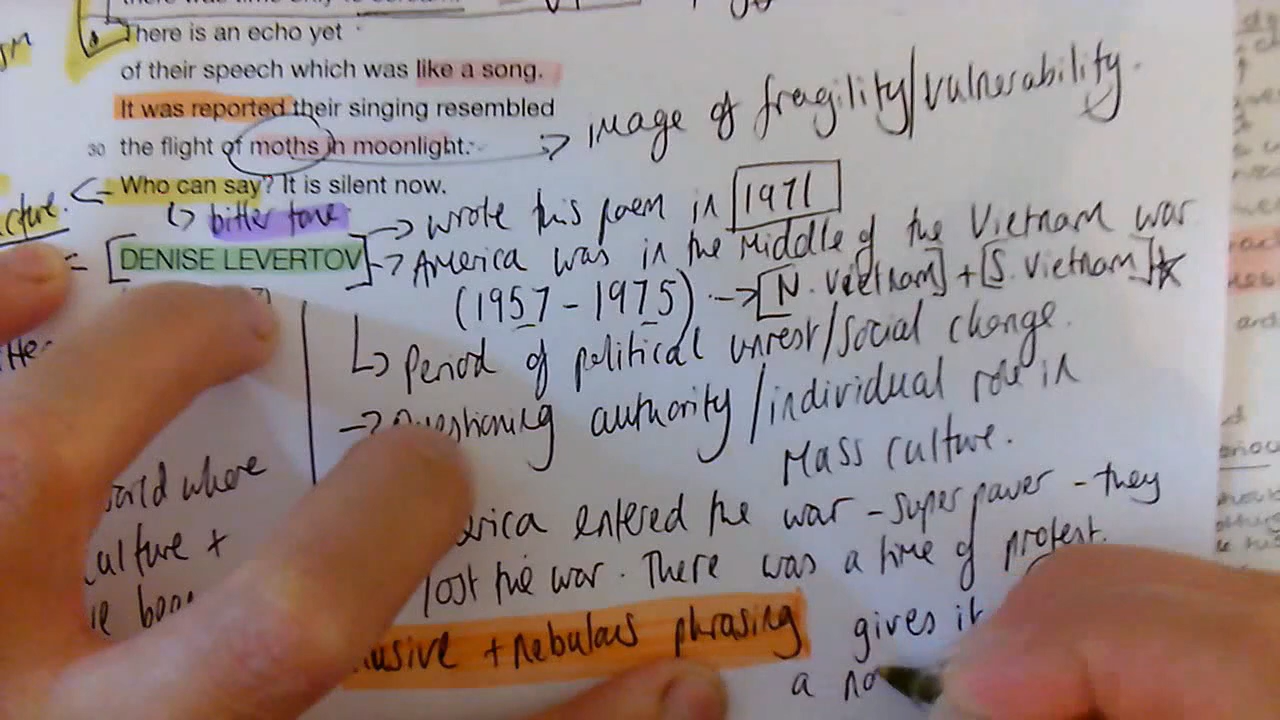 There is an echo yet
of their speech which was like a song.
It was reported their singing resembled
30 the flight of moths in moonlight. → image of fragility/vulnerability.
← Who can say? It is silent now.
↳ bitter tone
= [DENISE LEVERTOV] → wrote this poem in 1971
→ America was in the middle of the Vietnam war
(1957 - 1975) → [N. Vietnam] + [S. Vietnam]*
↳ Period of political unrest/social change.
→ Questioning authority/individual role in
Mass culture.
where
+
entered the war - super power - they
lost the war. There was a time of protest.
+ nebulous phrasing gives it
a